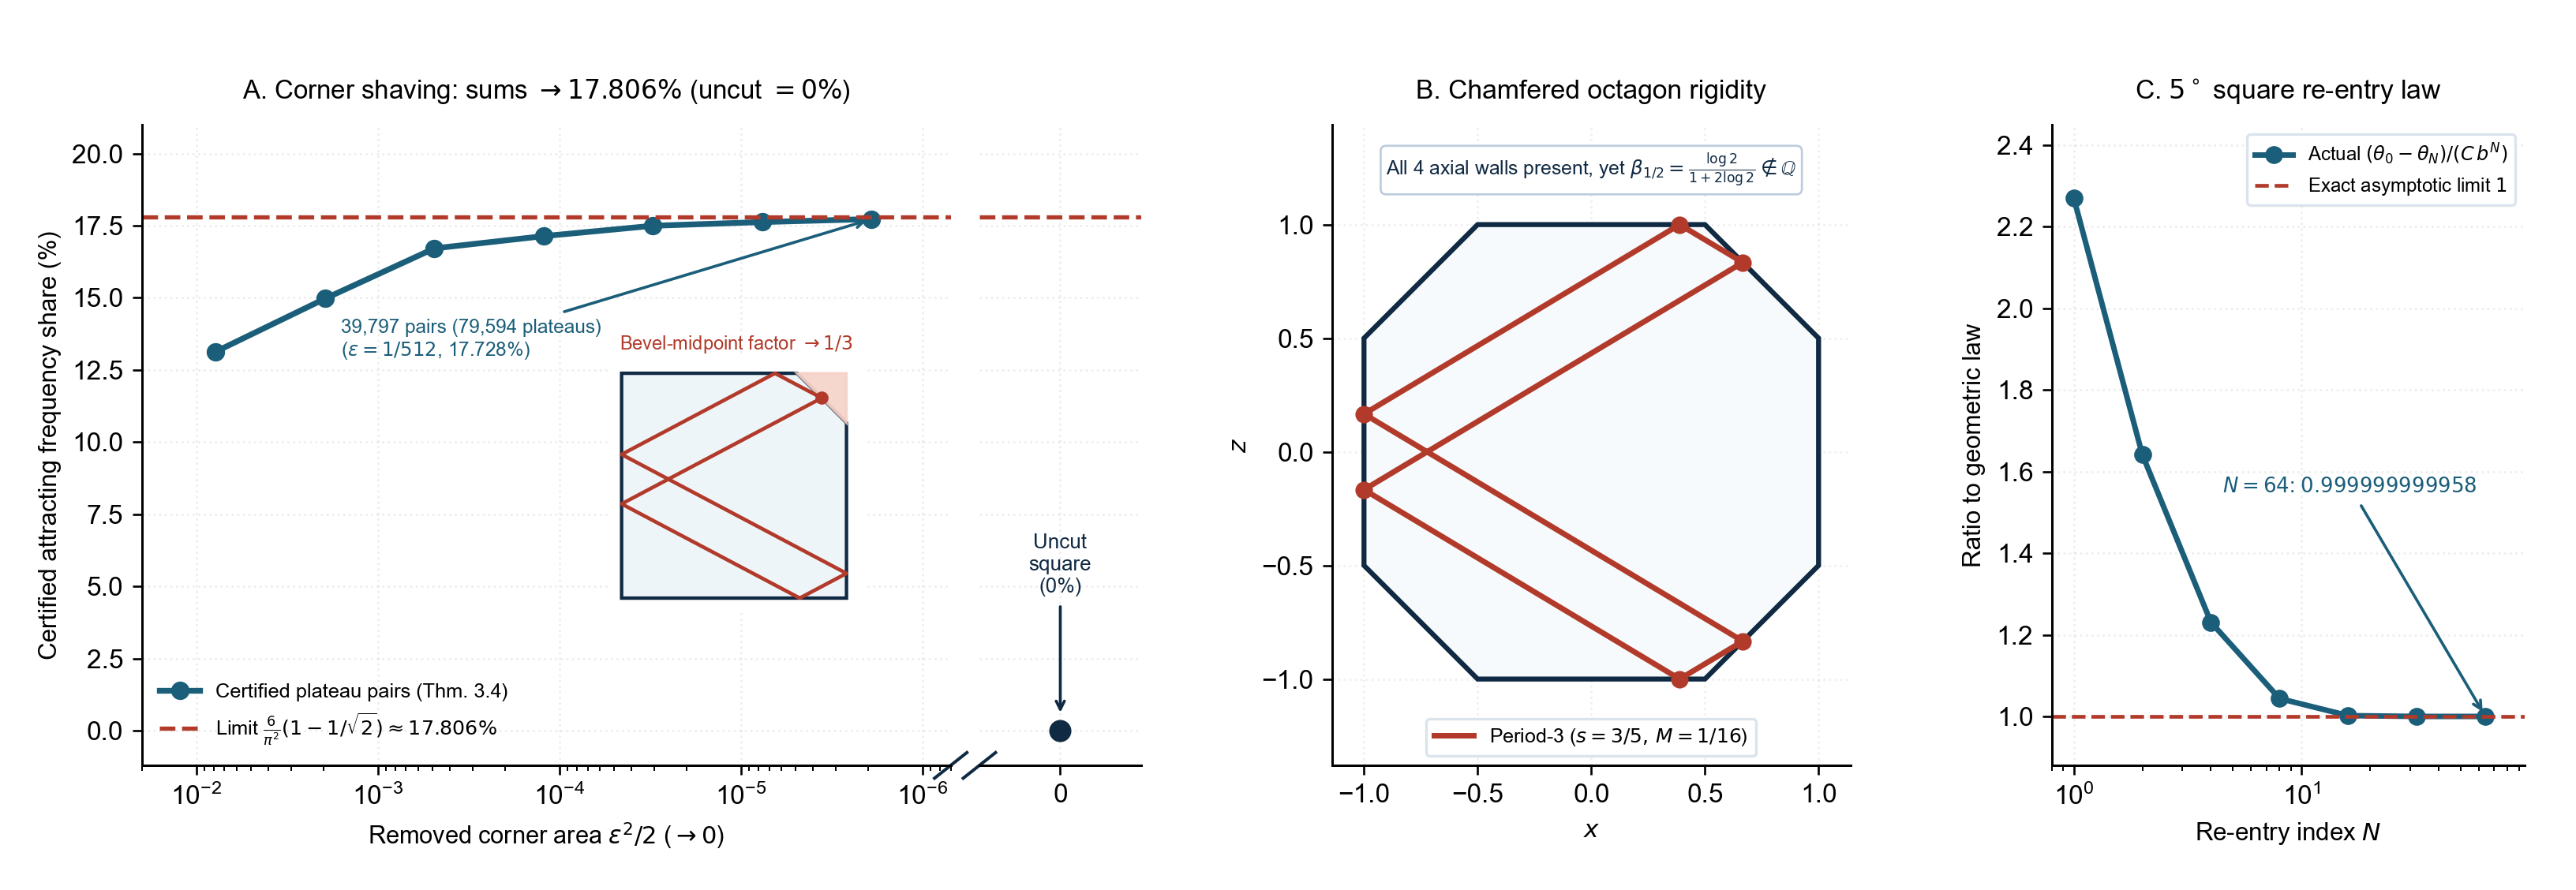 A. Corner shaving: sums → 17.806% (uncut = 0%)
Certified attracting frequency share (%)
20.0
17.5
15.0
12.5
10.0
7.5
5.0
2.5
0.0
39,797 pairs (79,594 plateaus)
(ε = 1/512, 17.728%)
Bevel-midpoint factor → 1/3
Uncut
square
(0%)
Certified plateau pairs (Thm. 3.4)
Limit 6/π² (1 − 1/√2) ≈ 17.806%
10⁻² 10⁻³ 10⁻⁴ 10⁻⁵ 10⁻⁶ 0
Removed corner area ε²/2 (→ 0)
B. Chamfered octagon rigidity
All 4 axial walls present, yet β₁/₂ = log 2/(1+2log 2) ∉ ℚ
z
1.0
0.5
0.0
−0.5
−1.0
Period-3 (s = 3/5, M = 1/16)
−1.0 −0.5 0.0 0.5 1.0
x
C. 5° square re-entry law
Ratio to geometric law
2.4
2.2
2.0
1.8
1.6
1.4
1.2
1.0
Actual (θ₀ − θ_N)/(C b^N)
Exact asymptotic limit 1
N = 64: 0.999999999958
10⁰ 10¹
Re-entry index N